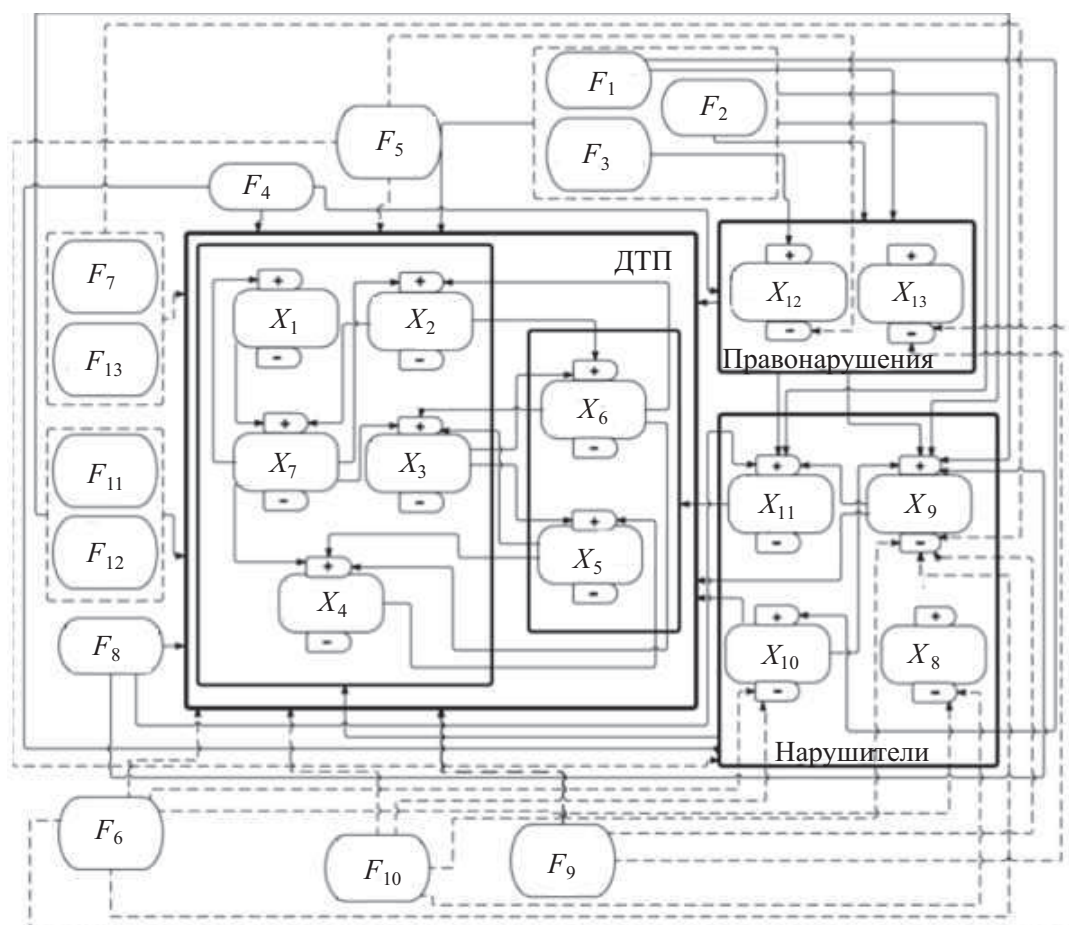 F1
F2
F3
F5
F4
F7
F13
ДТП
X12
X13
Правонарушения
+
+
-
-
+
+
X1
X2
-
-
+
X6
-
+
+
X7
X3
-
-
+
+
X11
X9
-
-
F11
F12
+
X5
-
+
X4
-
+
+
X10
X8
-
-
Нарушители
F8
F6
F10
F9